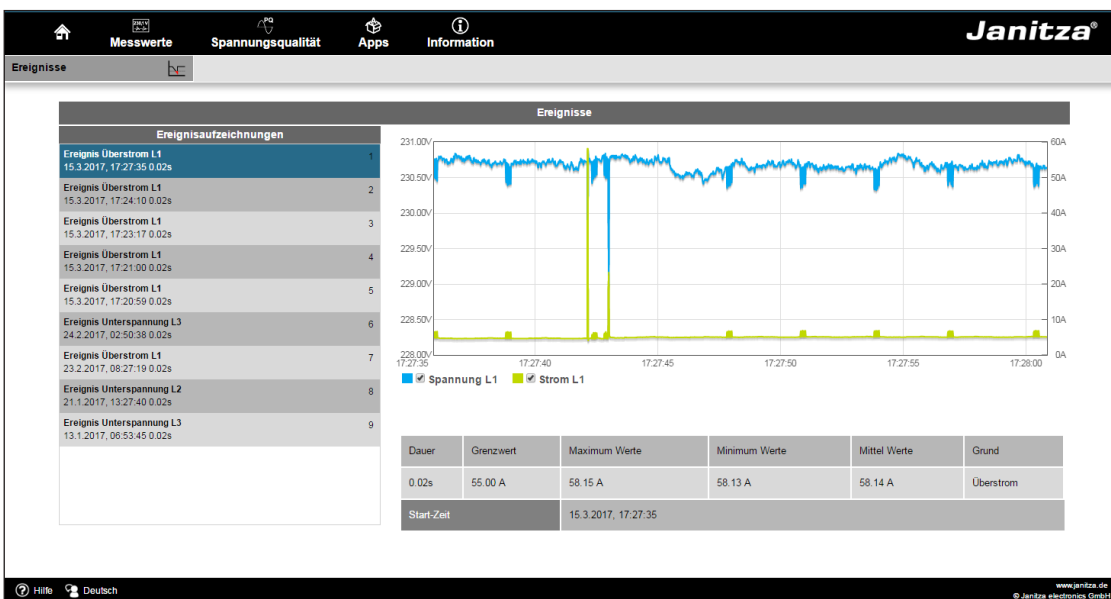 Messwerte Spannungsqualität Apps Information Janitza®
PQ
Ereignisse
Ereignisse
Ereignisaufzeichnungen
Ereignis Überstrom L1 1
15.3.2017, 17:27:35 0.02s
Ereignis Überstrom L1 2
15.3.2017, 17:24:10 0.02s
Ereignis Überstrom L1 3
15.3.2017, 17:23:17 0.02s
Ereignis Überstrom L1 4
15.3.2017, 17:21:00 0.02s
Ereignis Überstrom L1 5
15.3.2017, 17:20:59 0.02s
Ereignis Unterspannung L3 6
24.2.2017, 02:50:38 0.02s
Ereignis Überstrom L1 7
23.2.2017, 08:27:19 0.02s
Ereignis Unterspannung L2 8
21.1.2017, 13:27:40 0.02s
Ereignis Unterspannung L3 9
13.1.2017, 06:53:45 0.02s
231.00V 60A
230.50V 50A
230.00V 40A
229.50V 30A
229.00V 20A
228.50V 10A
228.00V 0A
17:27:35 17:27:40 17:27:45 17:27:50 17:27:55 17:28:00
Spannung L1 Strom L1
Dauer Grenzwert Maximum Werte Minimum Werte Mittel Werte Grund
0.02s 55.00 A 58.15 A 58.13 A 58.14 A Überstrom
Start-Zeit 15.3.2017, 17:27:35
Hilfe Deutsch
www.janitza.de
© Janitza electronics GmbH